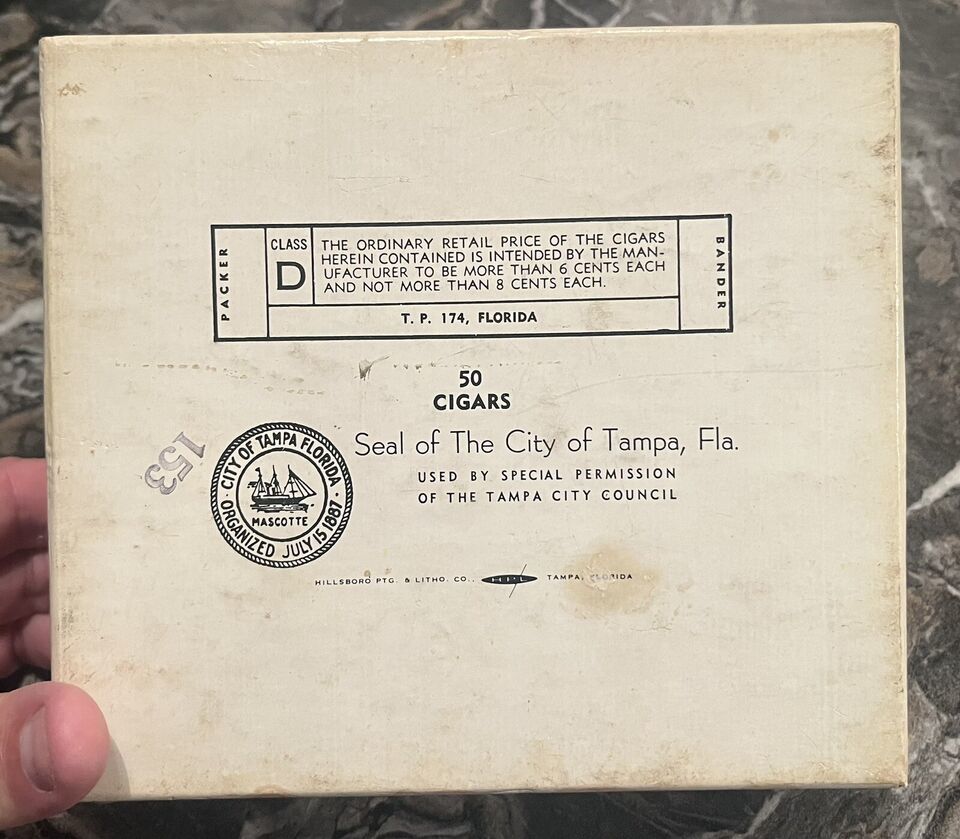 PACKER
CLASS
D
THE ORDINARY RETAIL PRICE OF THE CIGARS
HEREIN CONTAINED IS INTENDED BY THE MAN-
UFACTURER TO BE MORE THAN 6 CENTS EACH
AND NOT MORE THAN 8 CENTS EACH.
T. P. 174, FLORIDA
BANDER
50
CIGARS
153
CITY OF TAMPA FLORIDA
MASCOTTE
ORGANIZED JULY 15 1887
Seal of The City of Tampa, Fla.
USED BY SPECIAL PERMISSION
OF THE TAMPA CITY COUNCIL
HILLSBORO PTG. & LITHO. CO., HPL TAMPA, FLORIDA